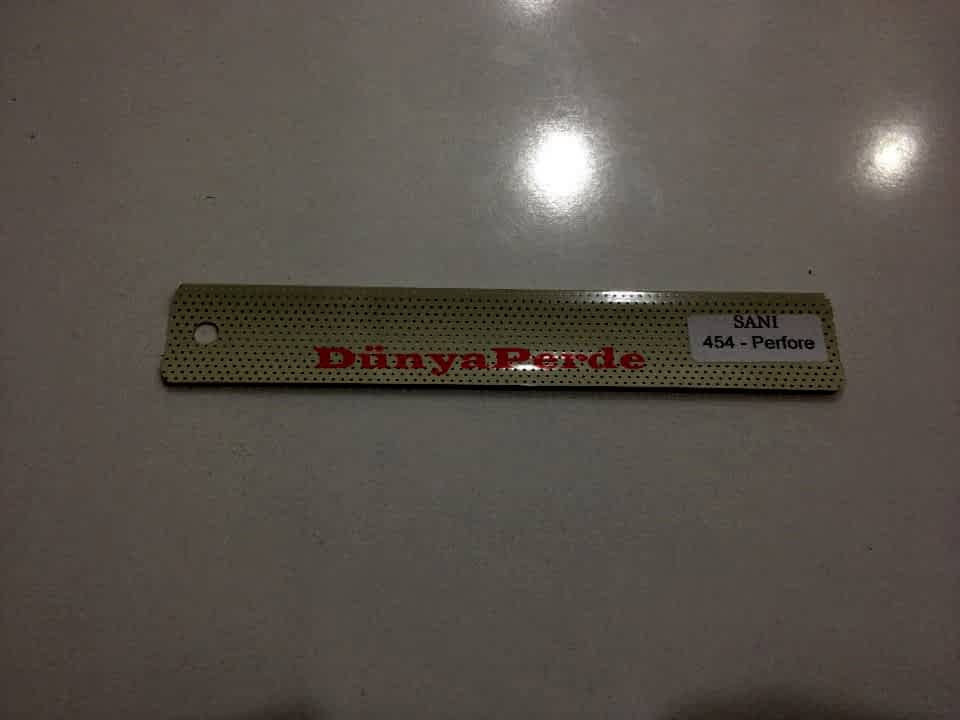 DünyaPerde
SANI
454 - Perfore